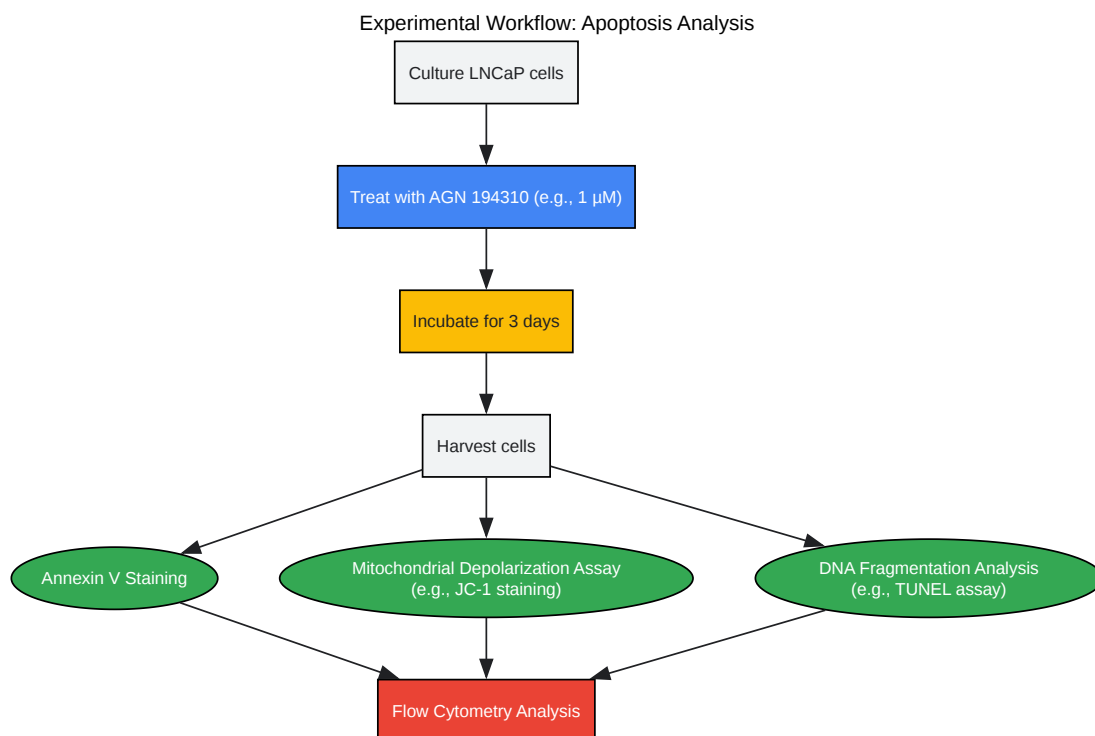 Experimental Workflow: Apoptosis Analysis
Culture LNCaP cells
Treat with AGN 194310 (e.g., 1 µM)
Incubate for 3 days
Harvest cells
Annexin V Staining
Mitochondrial Depolarization Assay
(e.g., JC-1 staining)
DNA Fragmentation Analysis
(e.g., TUNEL assay)
Flow Cytometry Analysis